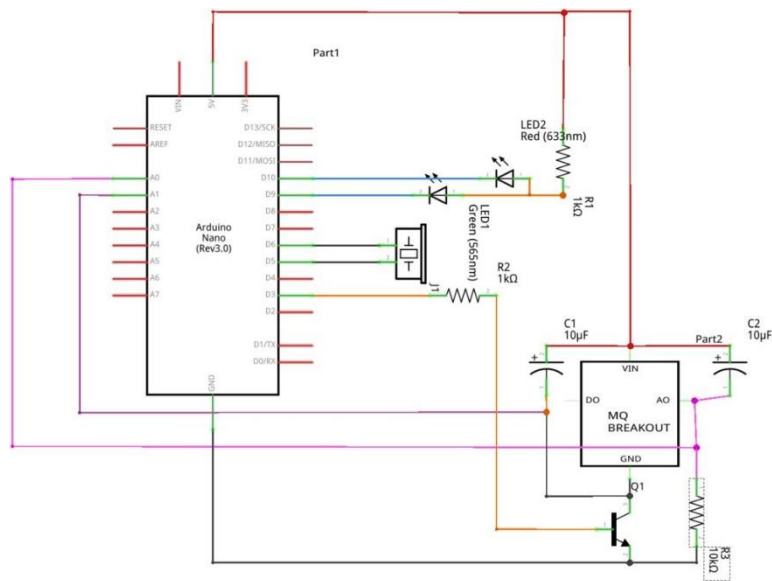 Part1
VIN
5V
3V3
RESET
AREF
A0
A1
A2
A3
A4
A5
A6
A7
Arduino
Nano
(Rev3.0)
GND
D13/SCK
D12/MISO
D11/MOSI
D10
D9
D8
D7
D6
D5
D4
D3
D2
D1/TX
D0/RX
LED2
Red (633nm)
R1
1kΩ
LED1
Green (565nm)
J1
R2
1kΩ
C1
10µF
Part2
C2
10µF
VIN
DO
AO
MQ
BREAKOUT
GND
Q1
R3
10kΩ